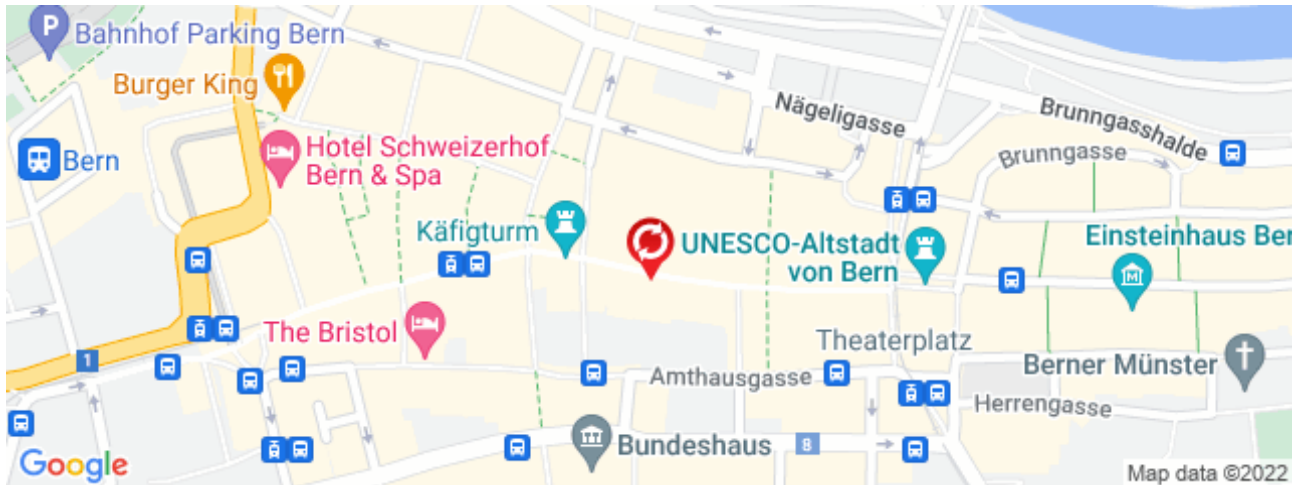 Bahnhof Parking Bern
Burger King
Bern
Hotel Schweizerhof
Bern & Spa
Nägeligasse
Brunngasshalde
Brunngasse
Käfigturm
UNESCO-Altstadt
von Bern
Einsteinhaus Ber
The Bristol
Theaterplatz
1
Amthausgasse
Berner Münster
Herrengasse
Bundeshaus
8
Google
Map data ©2022